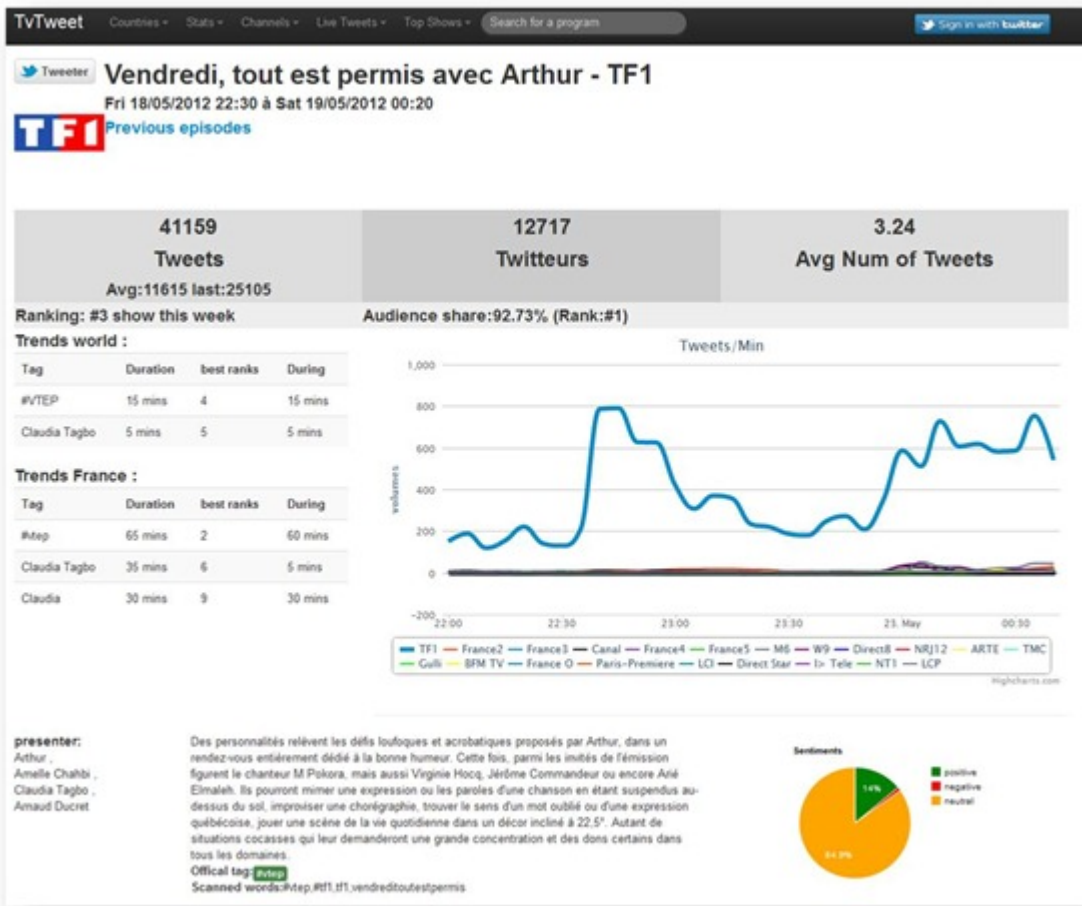 TvTweet Countries Stats Channels Live Tweets Top Shows Search for a program Sign in with twitter
Tweeter Vendredi, tout est permis avec Arthur - TF1
Fri 18/05/2012 22:30 à Sat 19/05/2012 00:20
TF1 Previous episodes
41159 12717 3.24
Tweets Twitteurs Avg Num of Tweets
Avg:11615 last:25105
Ranking: #3 show this week Audience share:92.73% (Rank:#1)
Trends world :
Tag Duration best ranks During
#VTEP 15 mins 4 15 mins
Claudia Tagbo 5 mins 5 5 mins
Trends France :
Tag Duration best ranks During
#vtep 65 mins 2 60 mins
Claudia Tagbo 35 mins 6 5 mins
Claudia 30 mins 9 30 mins
Tweets/Min
volumes
1,000
800
600
400
200
0
-200
22:00 22:30 23:00 23:30 23. May 00:30
TF1 France2 France3 Canal France4 France5 M6 W9 Direct8 NRJ12 ARTE TMC
Gulli BFM TV France O Paris-Premiere LCI Direct Star I> Tele NT1 LCP
Highcharts.com
presenter:
Arthur ,
Amelle Chahbi ,
Claudia Tagbo ,
Arnaud Ducret
Des personnalités relèvent les défis loufoques et acrobatiques proposés par Arthur, dans un
rendez-vous entièrement dédié à la bonne humeur. Cette fois, parmi les invités de l'émission
figurent le chanteur M Pokora, mais aussi Virginie Hocq, Jérôme Commandeur ou encore Arié
Elmaleh. Ils pourront mimer une expression ou les paroles d'une chanson en étant suspendus au-
dessus du sol, improviser une chorégraphie, trouver le sens d'un mot oublié ou d'une expression
québécoise, jouer une scène de la vie quotidienne dans un décor incliné à 22,5°. Autant de
situations cocasses qui leur demanderont une grande concentration et des dons certains dans
tous les domaines.
Offical tag: #vtep
Scanned words:#vtep,#tf1,tf1,vendreditoutestpermis
Sentiments
positive
negative
neutral
14%
84.9%